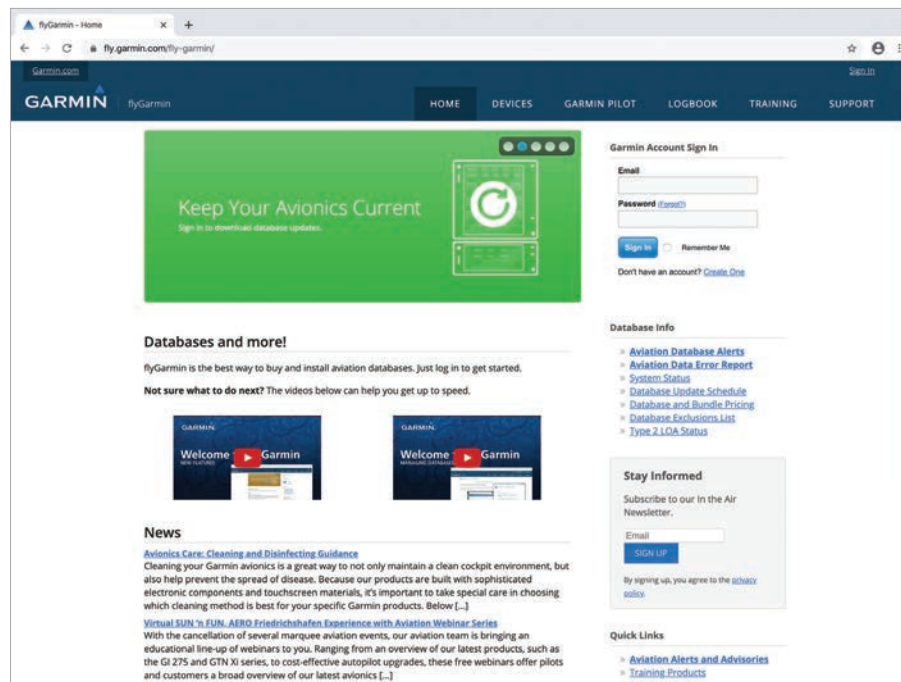 flyGarmin - Home
fly.garmin.com/fly-garmin/
Garmin.com
Sign In
GARMIN
flyGarmin
HOME DEVICES GARMIN PILOT LOGBOOK TRAINING SUPPORT
Keep Your Avionics Current
Sign in to download database updates.
Databases and more!
flyGarmin is the best way to buy and install aviation databases. Just log in to get started.
Not sure what to do next? The videos below can help you get up to speed.
GARMIN
Welcome Garmin
NEW FEATURES
GARMIN
Welcome Garmin
MANAGING DATABASES
News
Avionics Care: Cleaning and Disinfecting Guidance
Cleaning your Garmin avionics is a great way to not only maintain a clean cockpit environment, but
also help prevent the spread of disease. Because our products are built with sophisticated
electronic components and touchscreen materials, it's important to take special care in choosing
which cleaning method is best for your specific Garmin products. Below [...]
Virtual SUN 'n FUN, AERO Friedrichshafen Experience with Aviation Webinar Series
With the cancellation of several marquee aviation events, our aviation team is bringing an
educational line-up of webinars to you. Ranging from an overview of our latest products, such as
the GI 275 and GTN Xi series, to cost-effective autopilot upgrades, these free webinars offer pilots
and customers a broad overview of our latest avionics [...]
Garmin Account Sign In
Email
Password (Forgot?)
Sign In Remember Me
Don't have an account? Create One
Database Info
» Aviation Database Alerts
» Aviation Data Error Report
» System Status
» Database Update Schedule
» Database and Bundle Pricing
» Database Exclusions List
» Type 2 LOA Status
Stay Informed
Subscribe to our In the Air
Newsletter.
Email
SIGN UP
By signing up, you agree to the privacy
policy.
Quick Links
» Aviation Alerts and Advisories
» Training Products